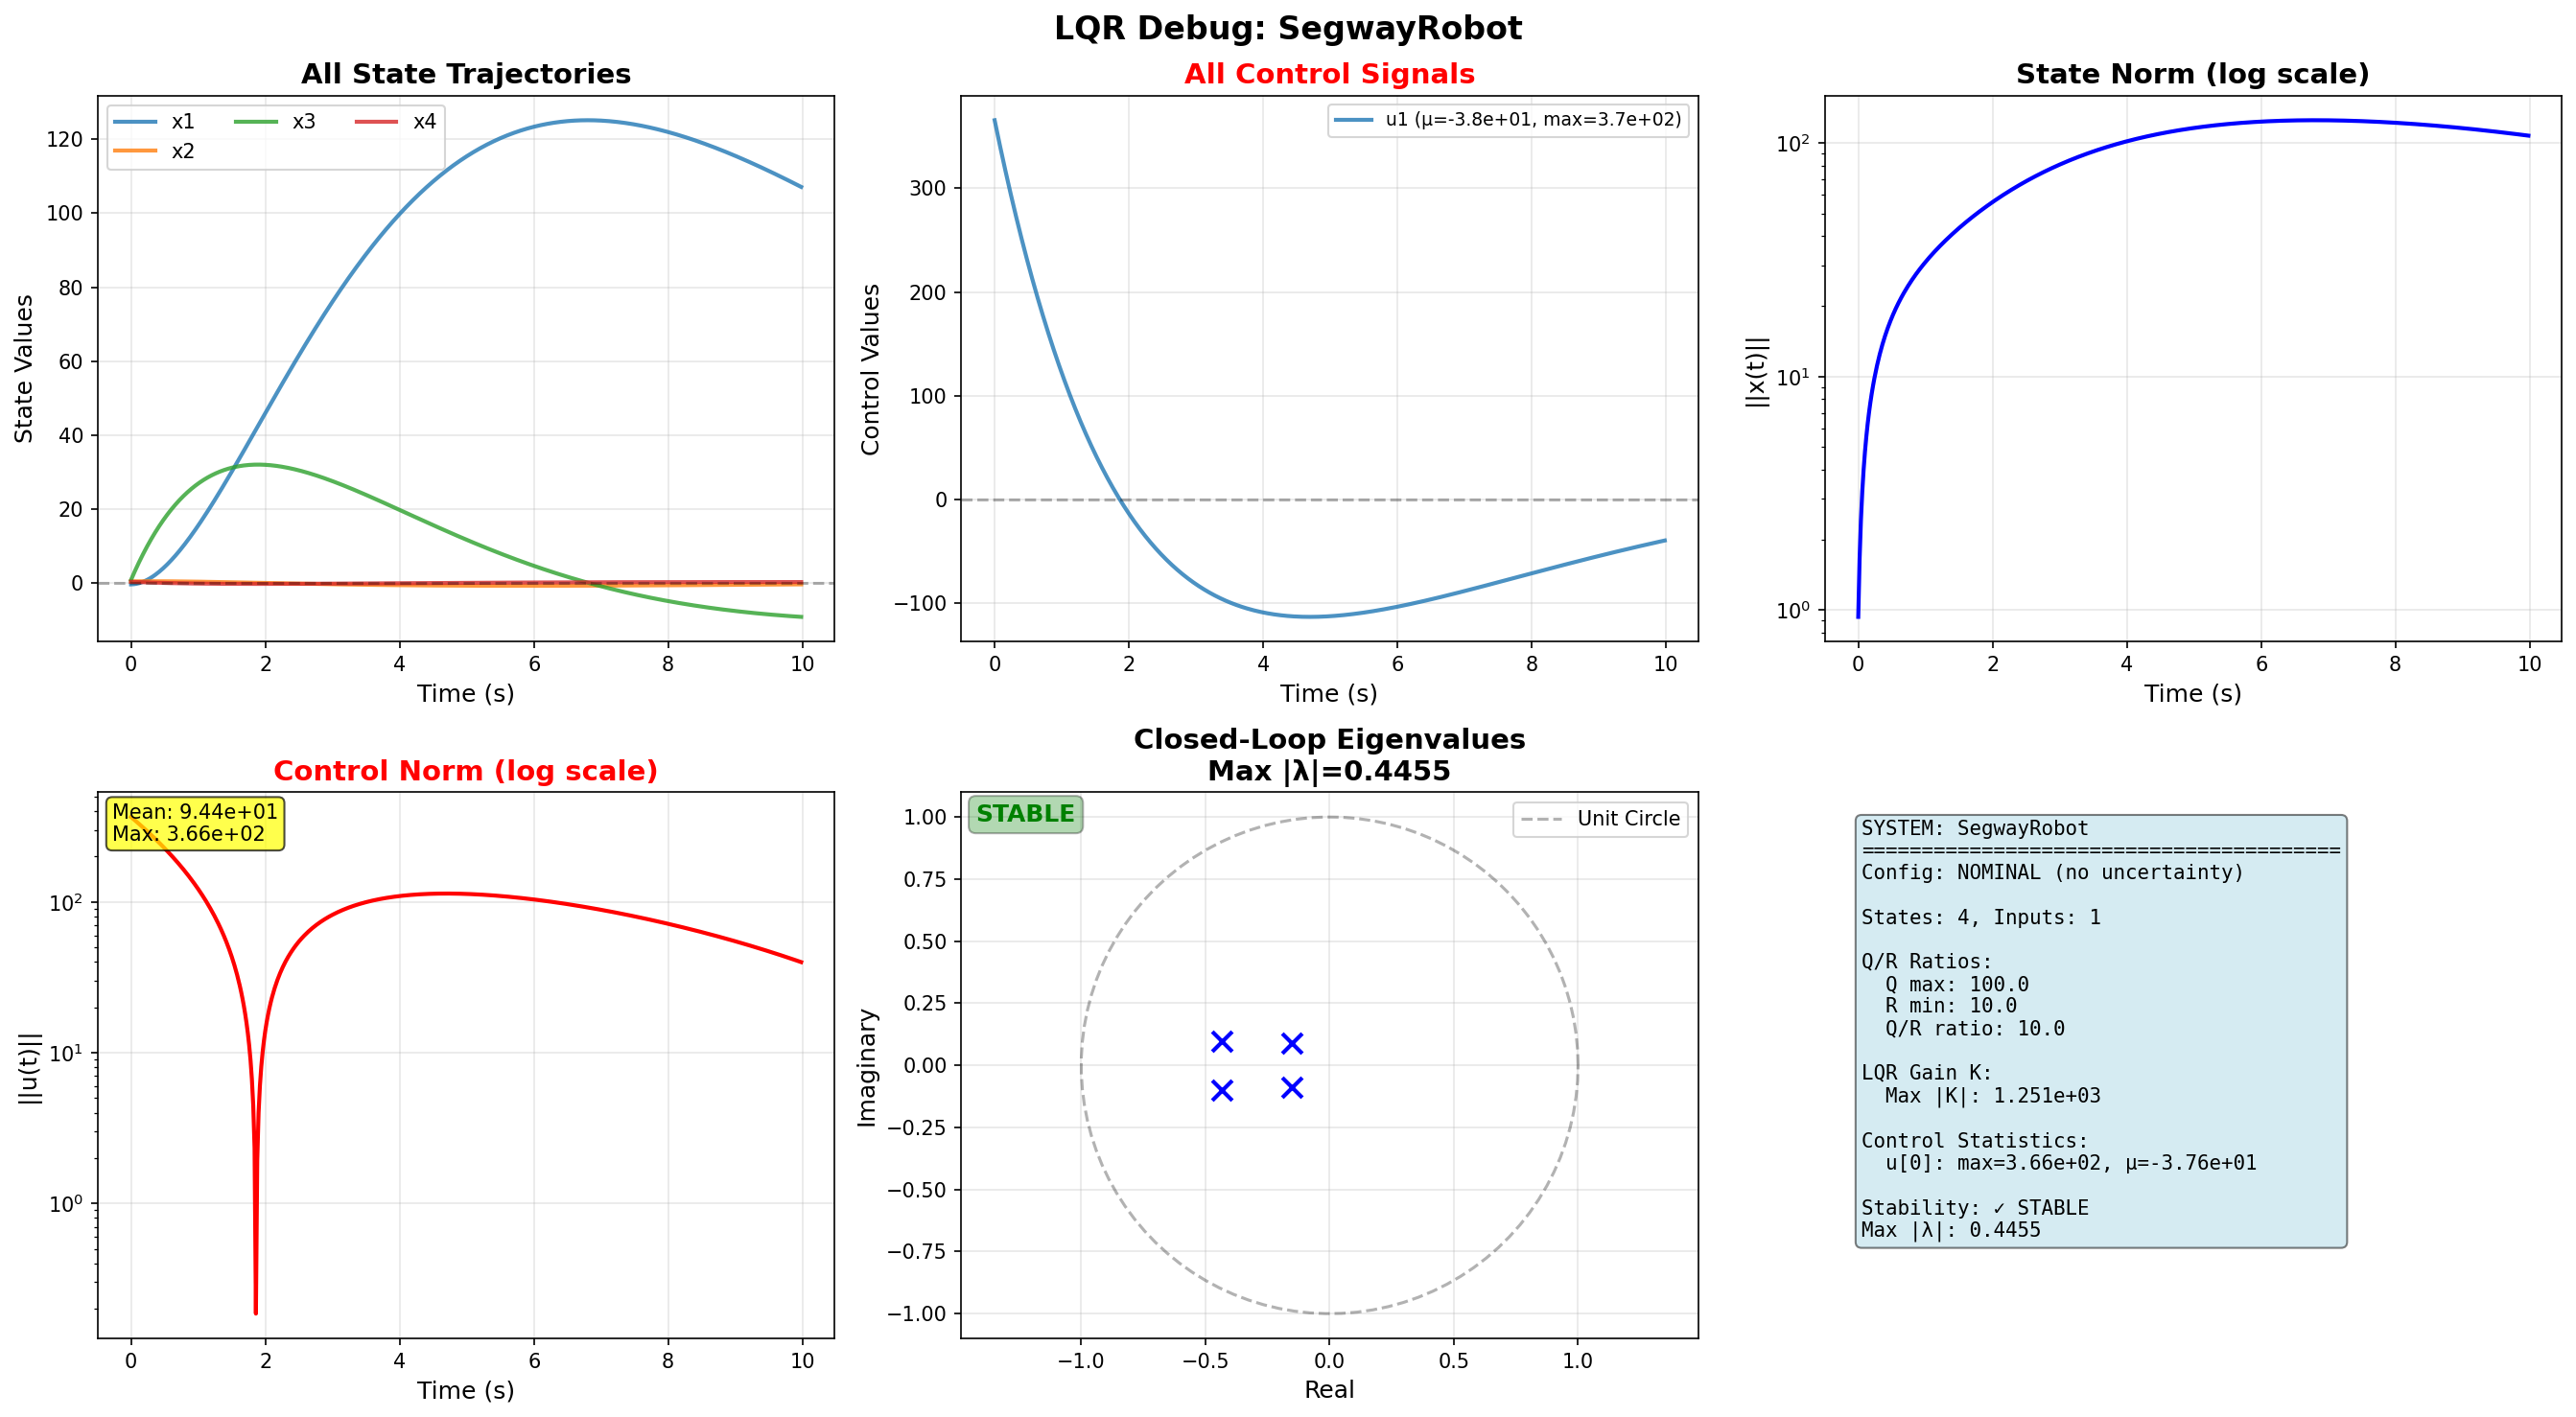 LQR Debug: SegwayRobot
All State Trajectories
x1
x2
x3
x4
State Values
120
100
80
60
40
20
0
0 2 4 6 8 10
Time (s)
All Control Signals
u1 (μ=-3.8e+01, max=3.7e+02)
Control Values
300
200
100
0
−100
0 2 4 6 8 10
Time (s)
State Norm (log scale)
||x(t)||
10²
10¹
10⁰
0 2 4 6 8 10
Time (s)
Control Norm (log scale)
Mean: 9.44e+01
Max: 3.66e+02
||u(t)||
10²
10¹
10⁰
0 2 4 6 8 10
Time (s)
Closed-Loop Eigenvalues
Max |λ|=0.4455
STABLE
Unit Circle
Imaginary
1.00
0.75
0.50
0.25
0.00
−0.25
−0.50
−0.75
−1.00
−1.0 −0.5 0.0 0.5 1.0
Real
SYSTEM: SegwayRobot
========================================
Config: NOMINAL (no uncertainty)
States: 4, Inputs: 1
Q/R Ratios:
Q max: 100.0
R min: 10.0
Q/R ratio: 10.0
LQR Gain K:
Max |K|: 1.251e+03
Control Statistics:
u[0]: max=3.66e+02, μ=-3.76e+01
Stability: ✓ STABLE
Max |λ|: 0.4455